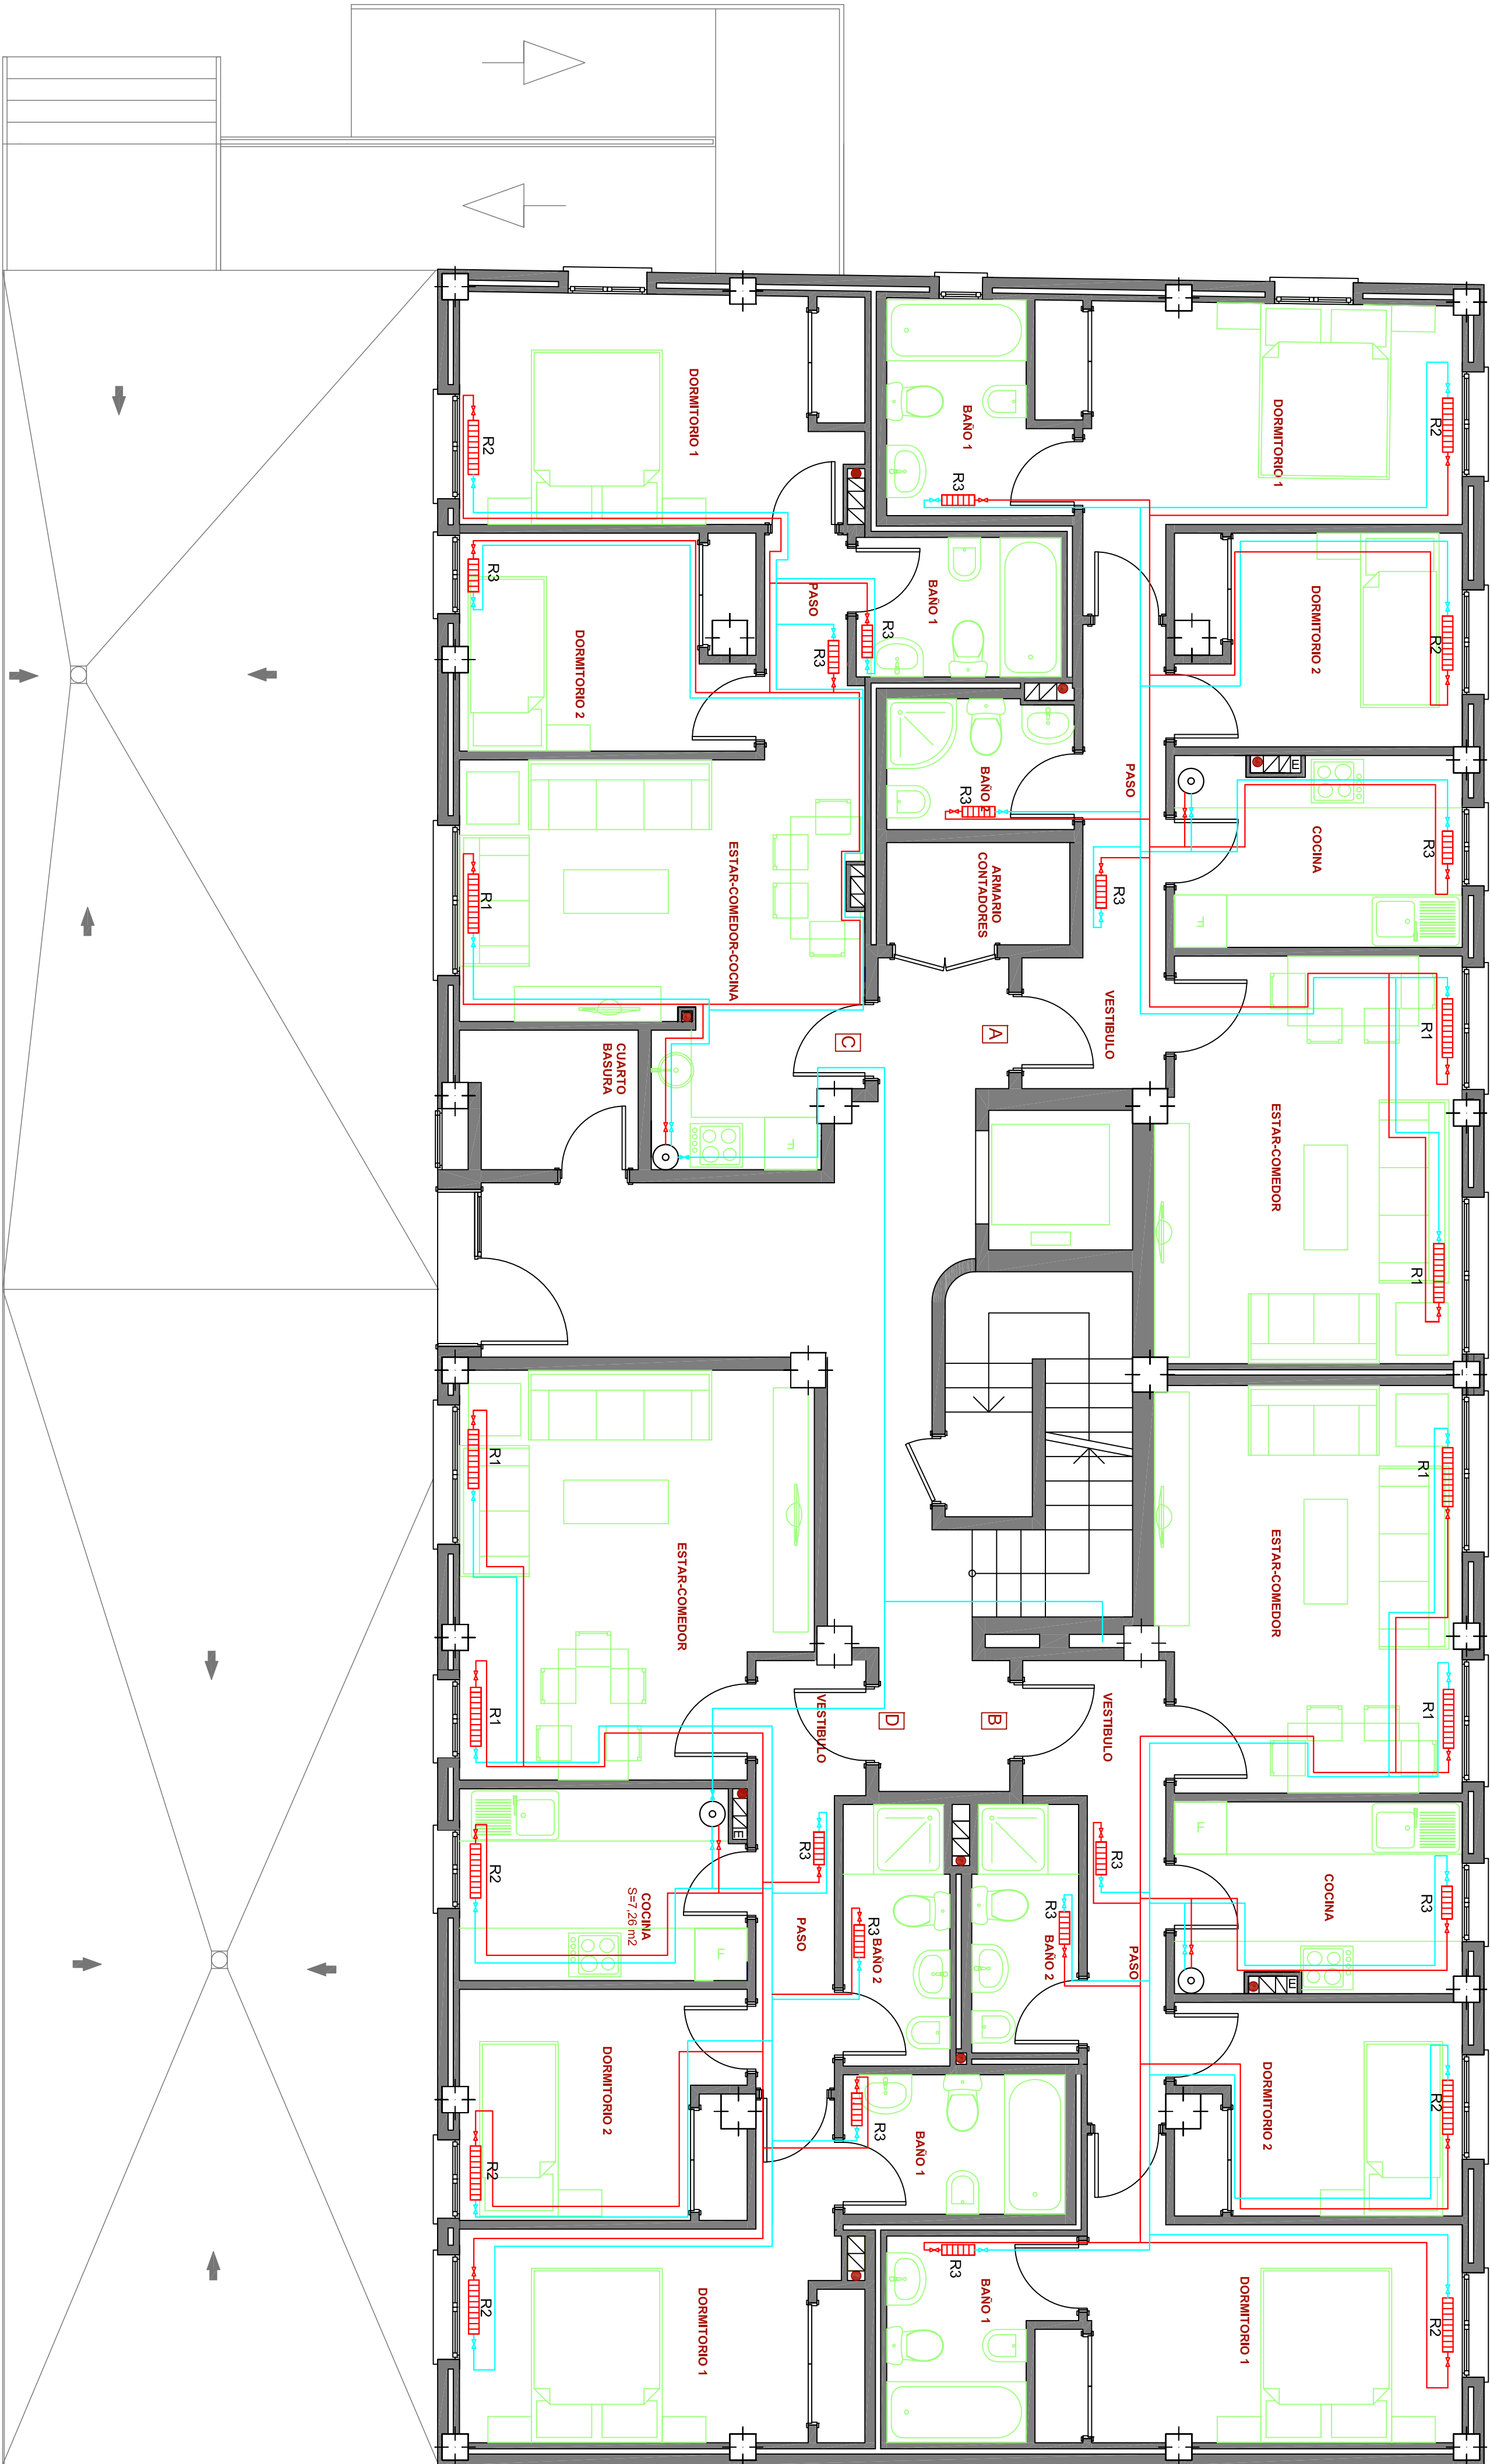 R2
R2
R3
R1
R1
R1
R1
R3
R2
R2
DORMITORIO 1
DORMITORIO 2
COCINA
ESTAR-COMEDOR
ESTAR-COMEDOR
COCINA
DORMITORIO 2
DORMITORIO 1
E
E
F
F
PASO
R3
VESTIBULO
VESTIBULO
R3
PASO
BAÑO 1
R3
BAÑO 2
R3
ARMARIO
CONTADORES
A
B
R3
BAÑO 2
R3
BAÑO 1
BAÑO 1
R3
C
D
BAÑO 2
R3
BAÑO 1
R3
PASO
R3
VESTIBULO
R3
PASO
F
E
F
DORMITORIO 1
DORMITORIO 2
ESTAR-COMEDOR-COCINA
CUARTO
BASURA
ESTAR-COMEDOR
COCINA
S=7,26 m2
DORMITORIO 2
DORMITORIO 1
R2
R3
R1
R1
R1
R2
R2
R2